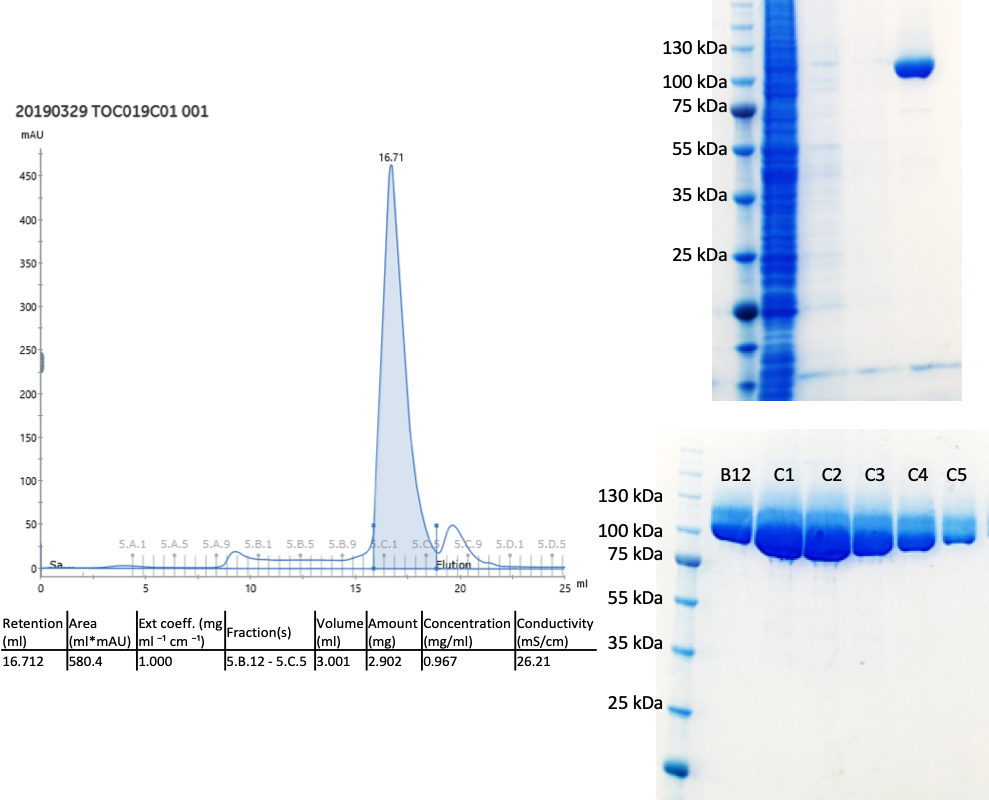 20190329 TOC019C01 001
mAU
16.71
450
400
350
300
250
200
150
100
50
0
5.A.1 5.A.5 5.A.9 5.B.1 5.B.5 5.B.9 5.C.1 5.C.5 5.C.9 5.D.1 5.D.5
Sa... Elution
0 5 10 15 20 25 ml
Retention (ml) Area (ml*mAU) Ext coeff. (mg ml ⁻¹ cm ⁻¹) Fraction(s) Volume (ml) Amount (mg) Concentration (mg/ml) Conductivity (mS/cm)
16.712 580.4 1.000 5.B.12 - 5.C.5 3.001 2.902 0.967 26.21
130 kDa
100 kDa
75 kDa
55 kDa
35 kDa
25 kDa
B12 C1 C2 C3 C4 C5
130 kDa
100 kDa
75 kDa
55 kDa
35 kDa
25 kDa